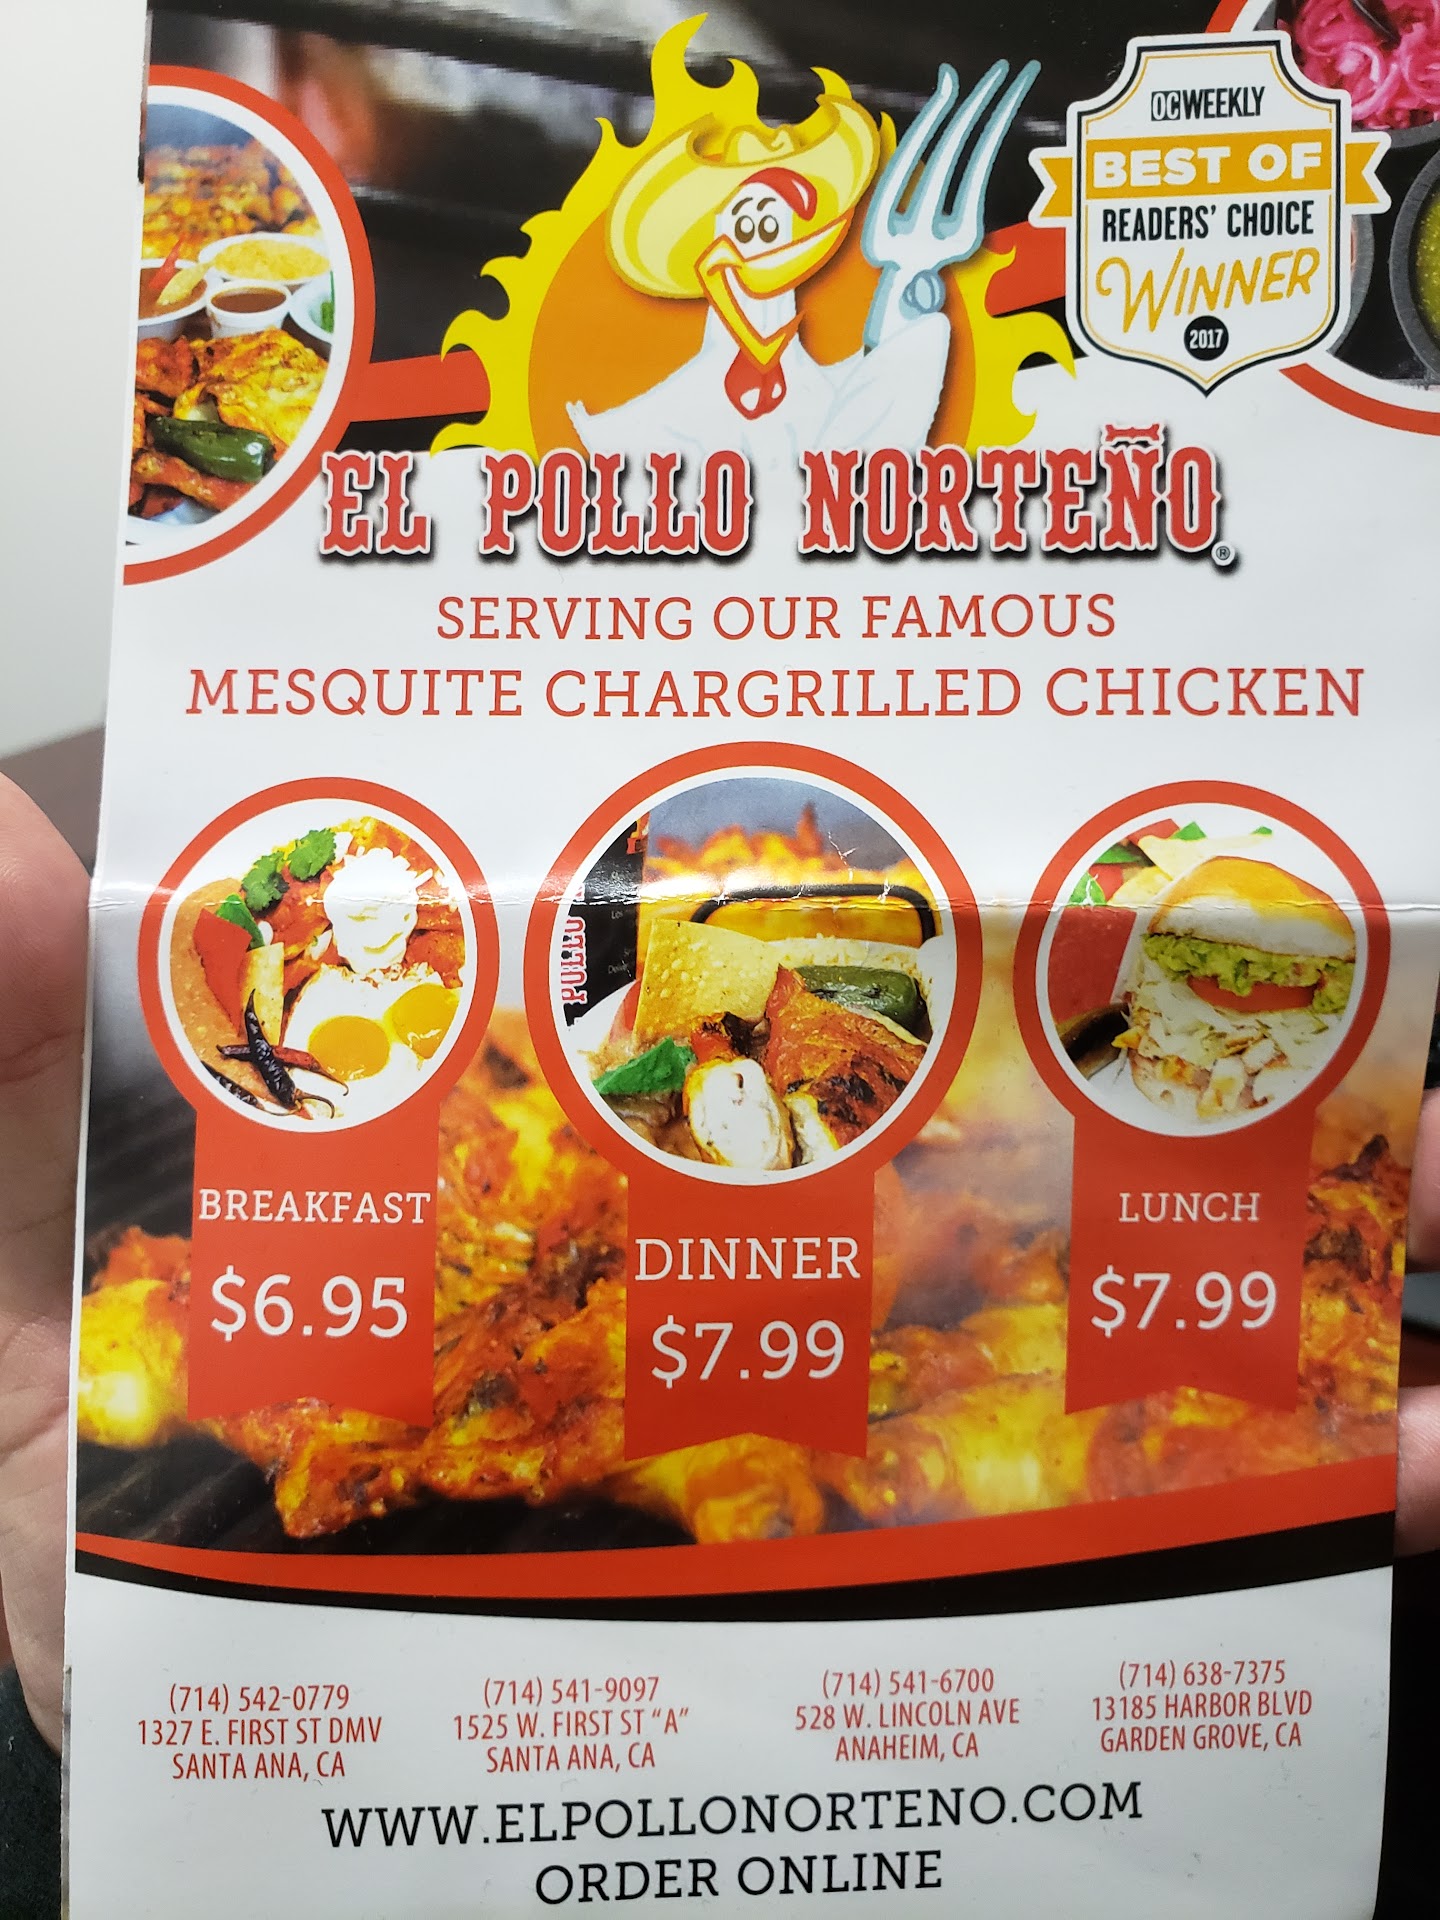 OC WEEKLY
BEST OF
READERS' CHOICE
WINNER
2017
EL POLLO NORTEÑO®
SERVING OUR FAMOUS
MESQUITE CHARGRILLED CHICKEN
POLLO
BREAKFAST
$6.95
DINNER
$7.99
LUNCH
$7.99
(714) 542-0779
1327 E. FIRST ST DMV
SANTA ANA, CA
(714) 541-9097
1525 W. FIRST ST “A”
SANTA ANA, CA
(714) 541-6700
528 W. LINCOLN AVE
ANAHEIM, CA
(714) 638-7375
13185 HARBOR BLVD
GARDEN GROVE, CA
WWW.ELPOLLONORTENO.COM
ORDER ONLINE